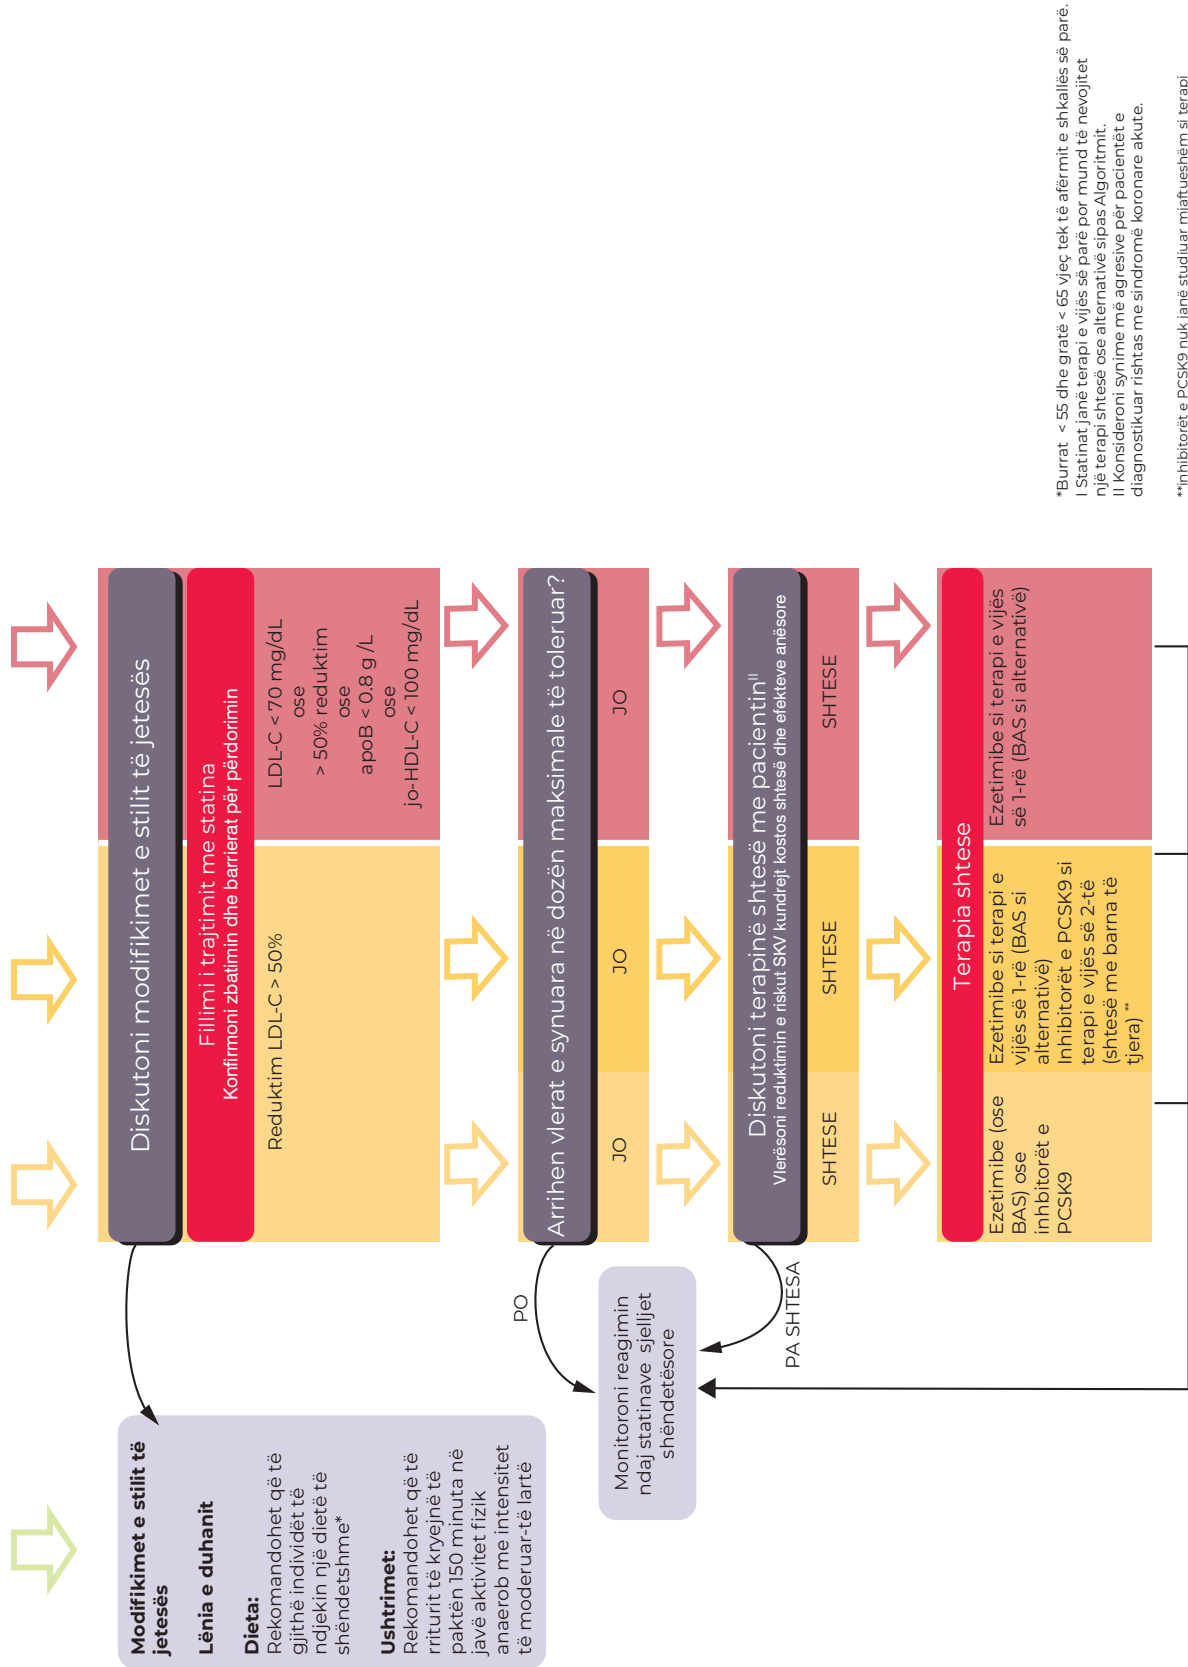 Modifikimet e stilit të
jetesës
Lënia e duhanit
Dieta:
Rekomandohet që të
gjithë individët të
ndjekin një dietë të
shëndetshme*
Ushtrimet:
Rekomandohet që të
rriturit të kryejnë të
paktën 150 minuta në
javë aktivitet fizik
anaerob me intensitet
të moderuar-të lartë
Diskutoni modifikimet e stilit të jetesës
Fillimi i trajtimit me statina
Konfirmoni zbatimin dhe barrierat për përdorimin
Reduktim LDL-C > 50%
LDL-C < 70 mg/dL
ose
> 50% reduktim
ose
apoB < 0.8 g /L
ose
jo-HDL-C < 100 mg/dL
Arrihen vlerat e synuara në dozën maksimale të toleruar?
PO
JO
JO
JO
Monitoroni reagimin
ndaj statinave sjelljet
shëndetësore
PA SHTESA
Diskutoni terapinë shtesë me pacientin II
Vlerësoni reduktimin e riskut SKV kundrejt kostos shtesë dhe efekteve anësore
SHTESE
SHTESE
SHTESE
Terapia shtese
Ezetimibe (ose
BAS) ose
inhbitorët e
PCSK9
Ezetimibe si terapi e
vijës së 1-rë (BAS si
alternativë)
Inhibitorët e PCSK9 si
terapi e vijës së 2-të
(shtesë me barna të
tjera) **
Ezetimibe si terapi e vijës
së 1-rë (BAS si alternativë)
*Burrat < 55 dhe gratë < 65 vjeç tek të afërmit e shkallës së parë.
I Statinat janë terapi e vijës së parë por mund të nevojitet
një terapi shtesë ose alternativë sipas Algoritmit.
II Konsideroni synime më agresive për pacientët e
diagnostikuar rishtas me sindromë koronare akute.
**inhibitorët e PCSK9 nuk janë studiuar mjaftueshëm si terapi